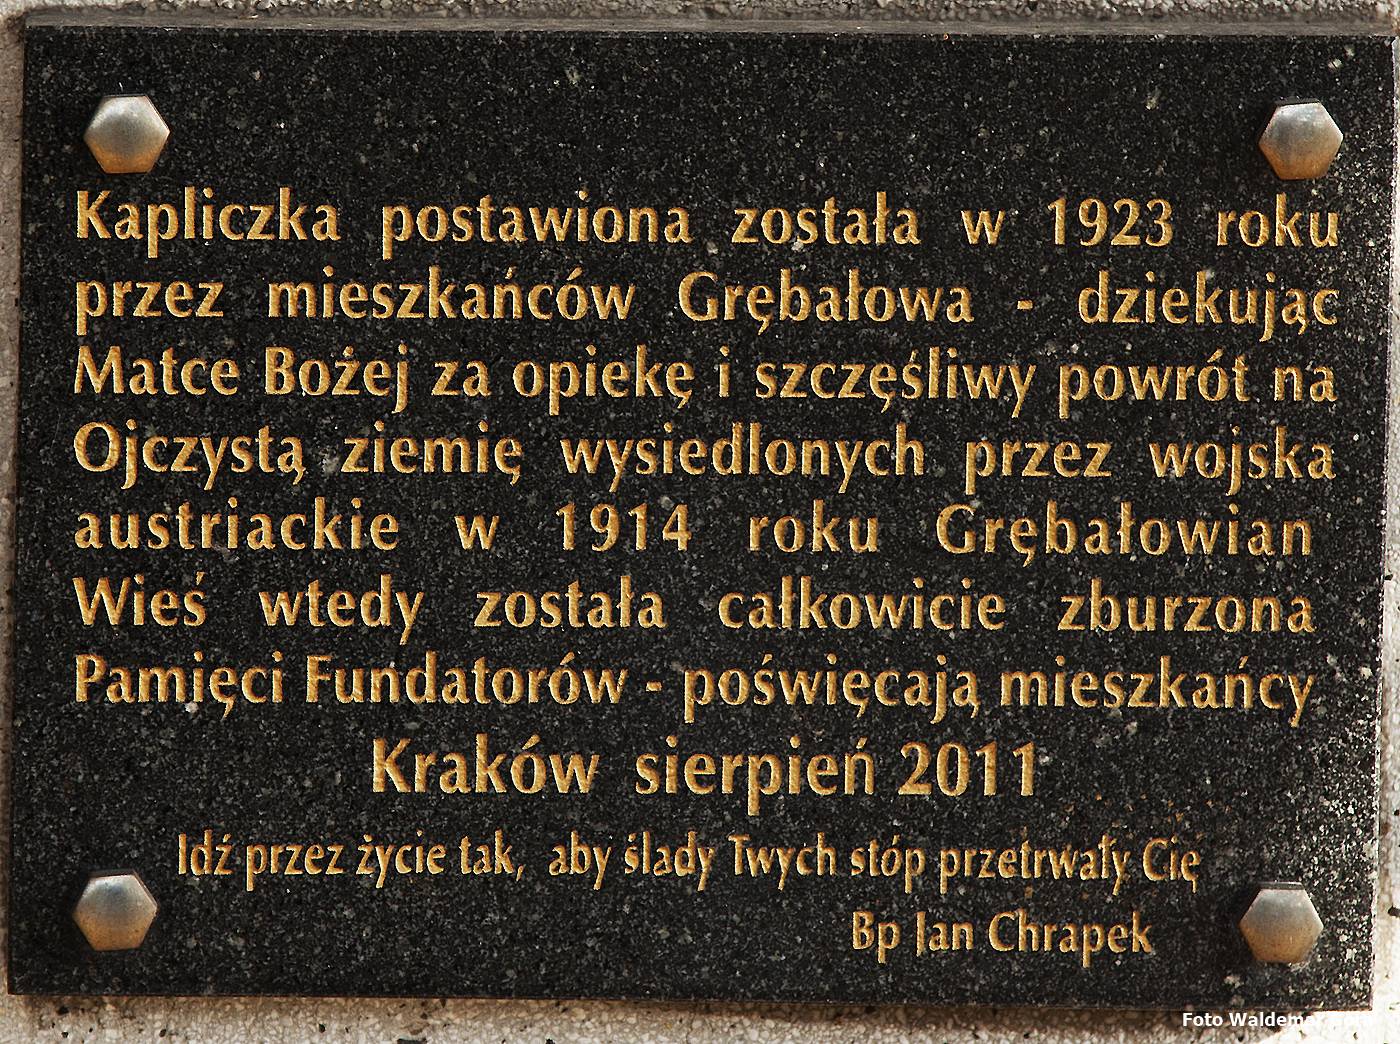 Kapliczka postawiona została w 1923 roku
przez mieszkańców Grębałowa - dziekując
Matce Bożej za opiekę i szczęśliwy powrót na
Ojczystą ziemię wysiedlonych przez wojska
austriackie w 1914 roku Grębałowian
Wieś wtedy została całkowicie zburzona
Pamięci Fundatorów - poświęcają mieszkańcy
Kraków sierpień 2011
Idź przez życie tak, aby ślady Twych stóp przetrwały Cię
Bp Jan Chrapek
Foto Waldemar